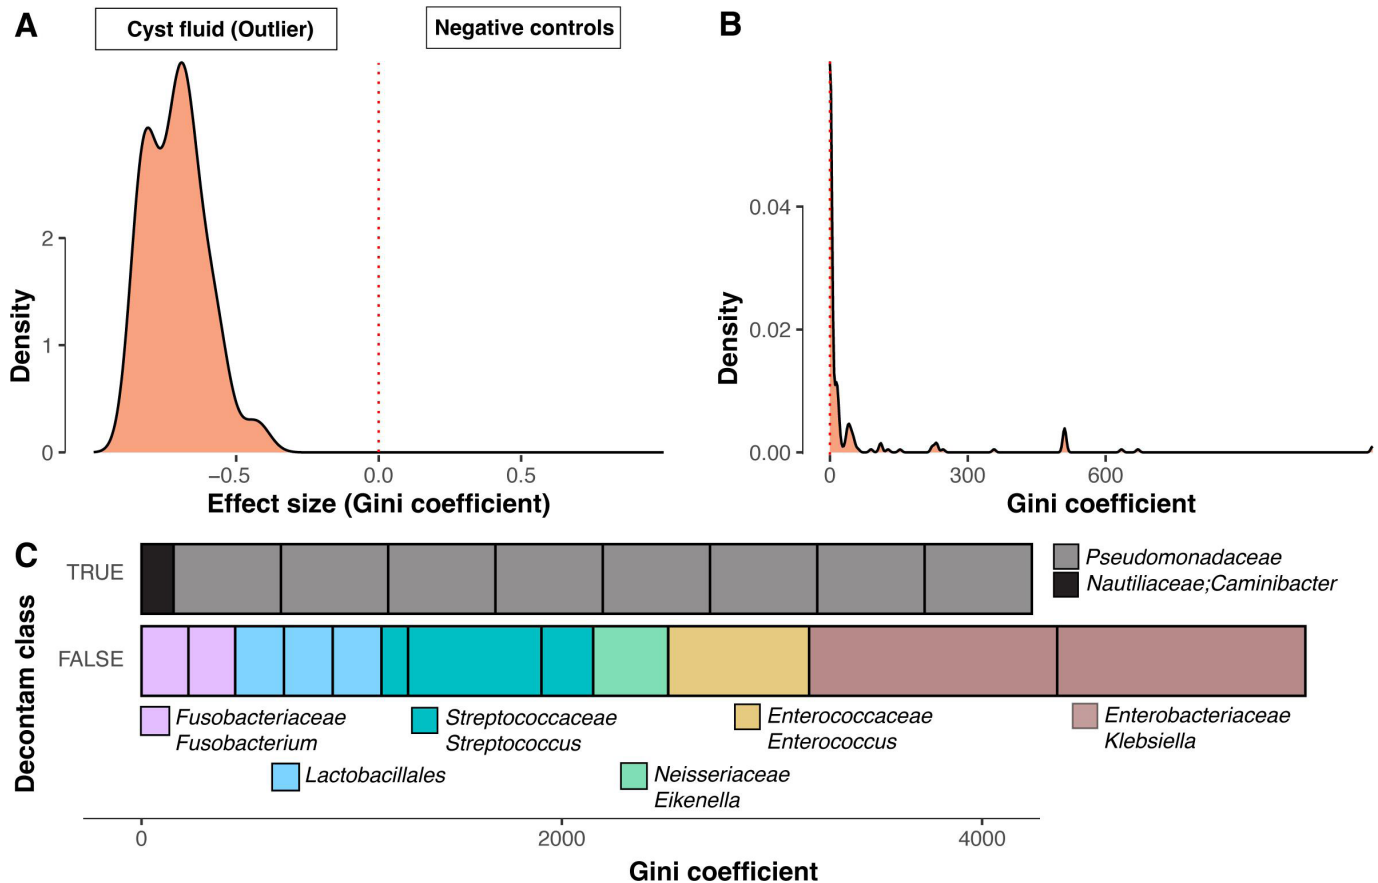 A
Cyst fluid (Outlier)
Negative controls
Density
2
1
0
−0.5
0.0
0.5
Effect size (Gini coefficient)
B
Density
0.04
0.02
0.00
0
300
600
Gini coefficient
C
Decontam class
TRUE
FALSE
Pseudomonadaceae
Nautiliaceae;Caminibacter
Fusobacteriaceae
Fusobacterium
Streptococcaceae
Streptococcus
Enterococcaceae
Enterococcus
Enterobacteriaceae
Klebsiella
Lactobacillales
Neisseriaceae
Eikenella
0
2000
4000
Gini coefficient